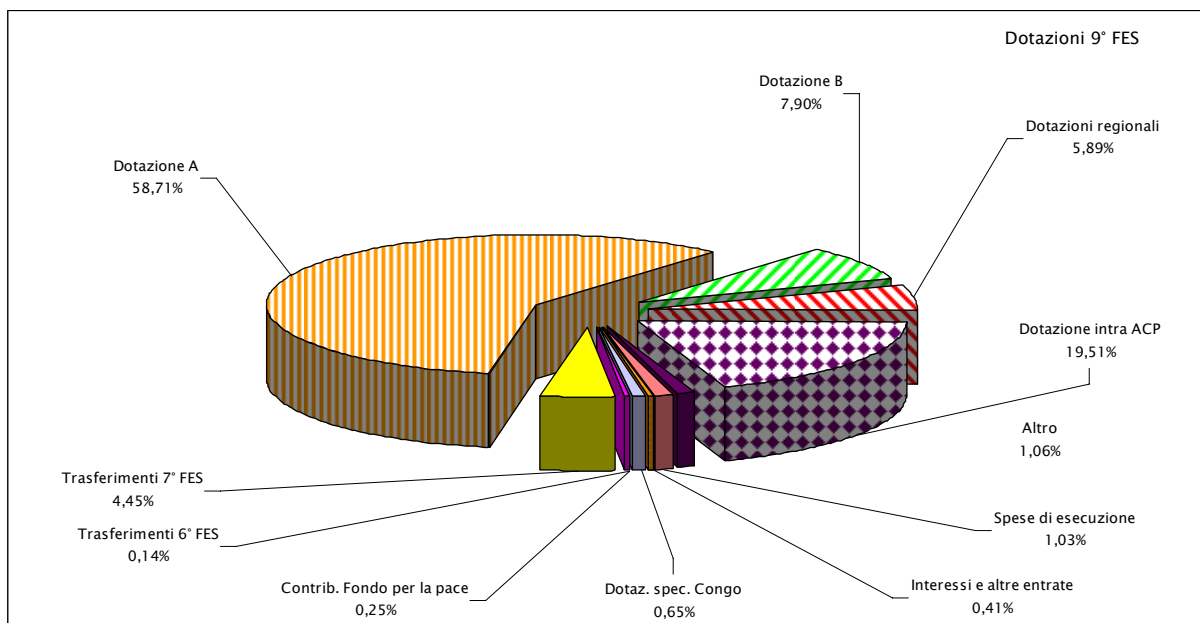 Dotazioni 9° FES
Dotazione B
7,90%
Dotazioni regionali
5,89%
Dotazione A
58,71%
Dotazione intra ACP
19,51%
Altro
1,06%
Trasferimenti 7° FES
4,45%
Spese di esecuzione
1,03%
Trasferimenti 6° FES
0,14%
Contrib. Fondo per la pace
0,25%
Dotaz. spec. Congo
0,65%
Interessi e altre entrate
0,41%